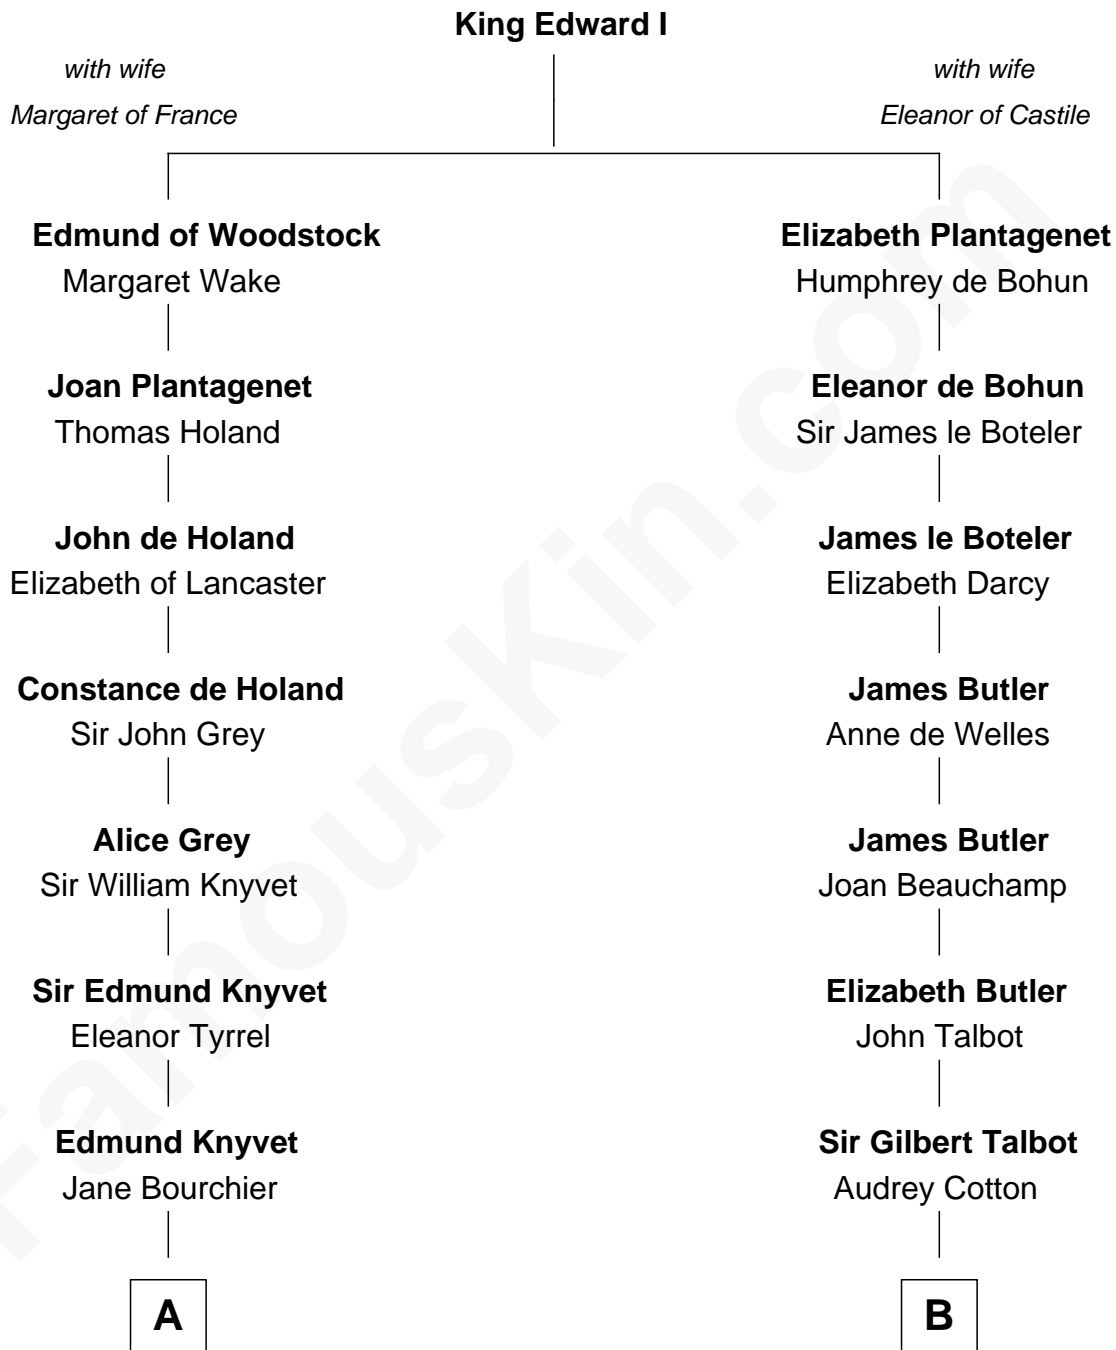 King Edward I
with wife
Margaret of France
with wife
Eleanor of Castile
Edmund of Woodstock
Margaret Wake
Elizabeth Plantagenet
Humphrey de Bohun
Joan Plantagenet
Thomas Holand
Eleanor de Bohun
Sir James le Boteler
John de Holand
Elizabeth of Lancaster
James le Boteler
Elizabeth Darcy
Constance de Holand
Sir John Grey
James Butler
Anne de Welles
Alice Grey
Sir William Knyvet
James Butler
Joan Beauchamp
Sir Edmund Knyvet
Eleanor Tyrrel
Elizabeth Butler
John Talbot
Edmund Knyvet
Jane Bourchier
Sir Gilbert Talbot
Audrey Cotton
A
B
FamousKin.com